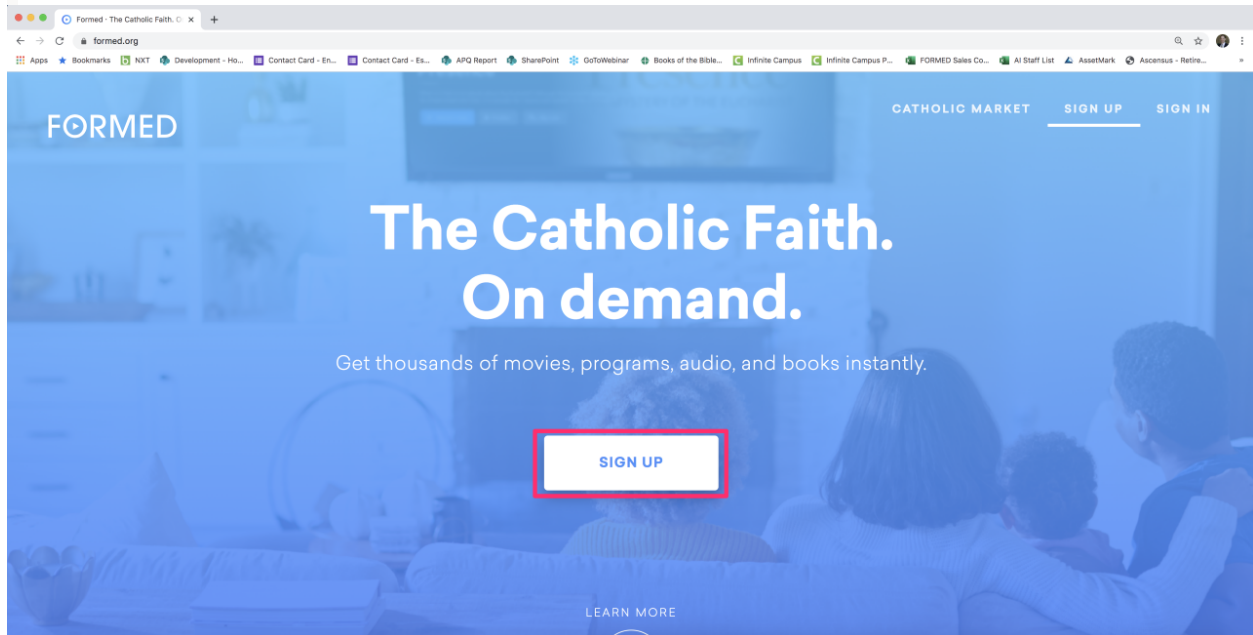 Formed - The Catholic Faith. O
formed.org
Apps Bookmarks NXT Development - Ho... Contact Card - En... Contact Card - Es... APQ Report SharePoint GoToWebinar Books of the Bible... Infinite Campus Infinite Campus P... FORMED Sales Co... AI Staff List AssetMark Ascensus - Retire... »
CATHOLIC MARKET SIGN UP SIGN IN
FORMED
The Catholic Faith.
On demand.
Get thousands of movies, programs, audio, and books instantly.
SIGN UP
LEARN MORE